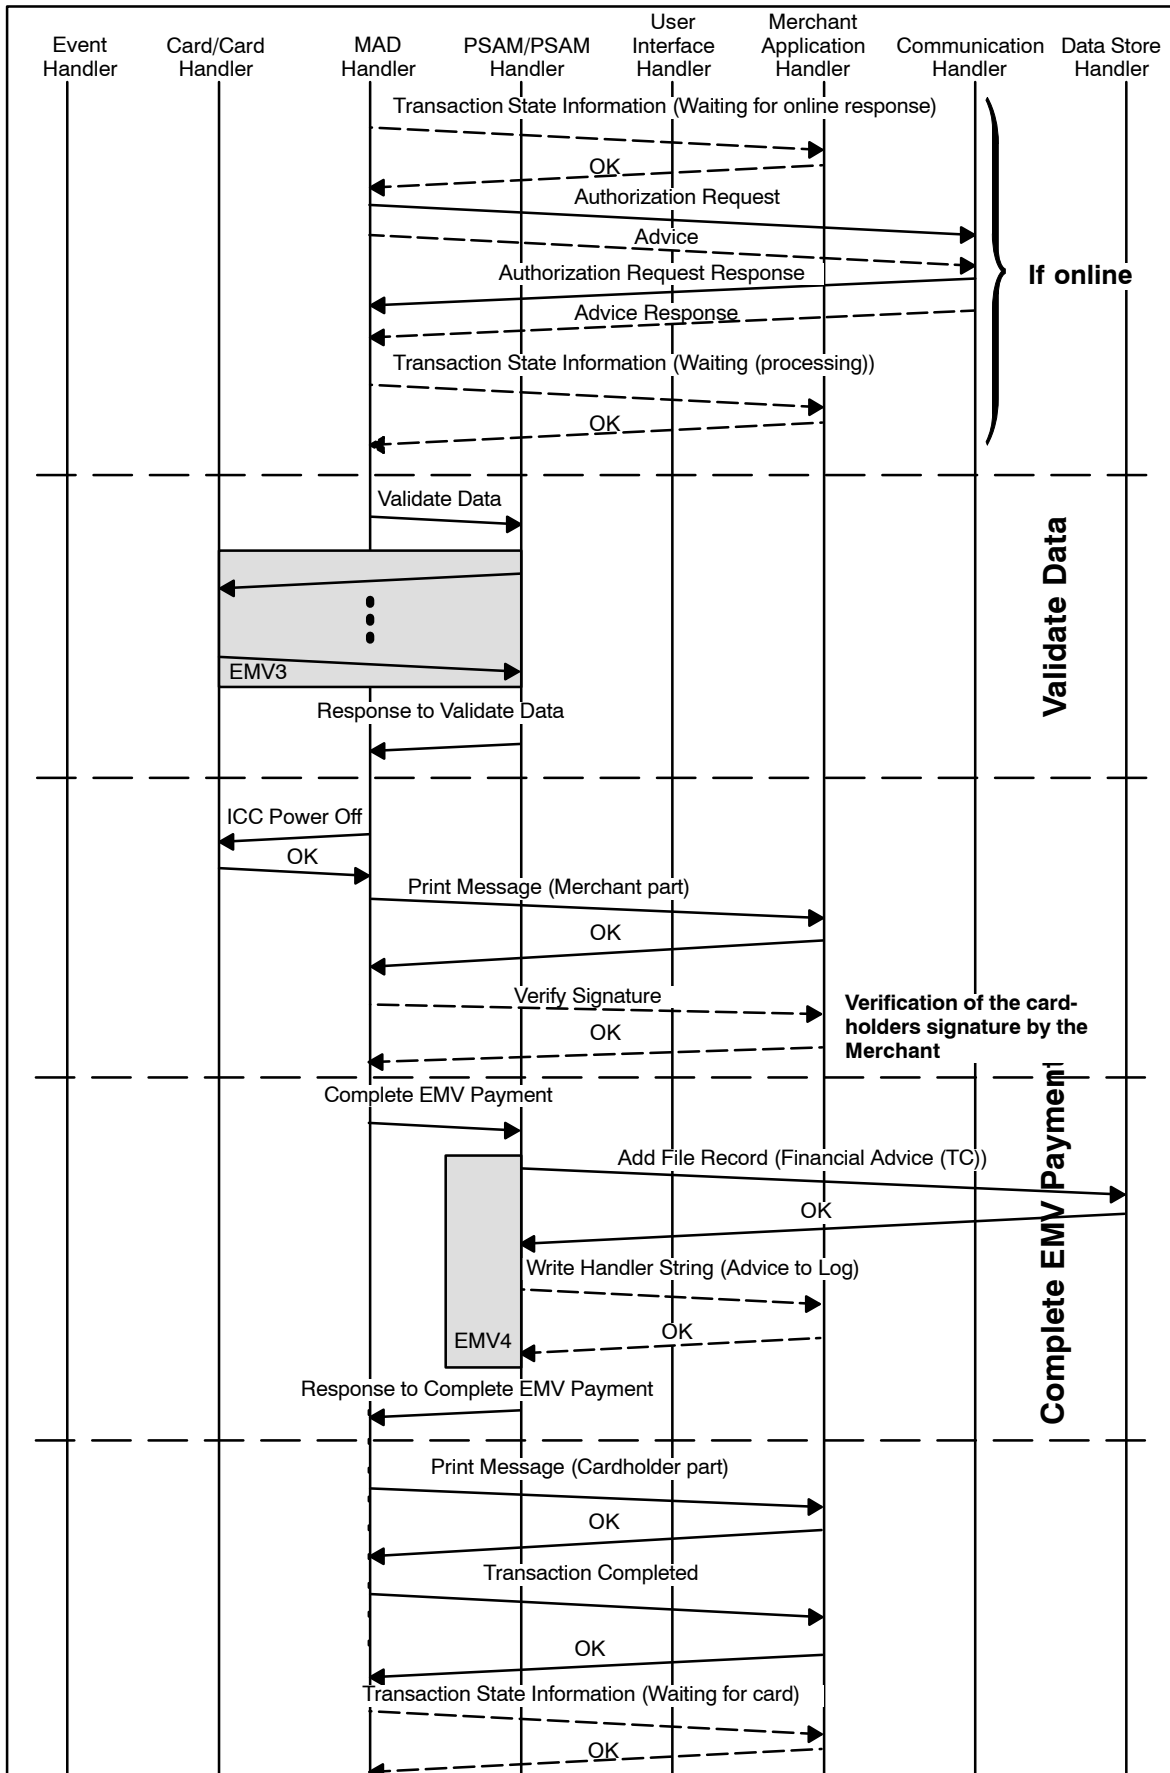 Event
Handler
Card/Card
Handler
MAD
Handler
PSAM/PSAM
Handler
User
Interface
Handler
Merchant
Application
Handler
Communication
Handler
Data Store
Handler
Transaction State Information (Waiting for online response)
OK
Authorization Request
Advice
Authorization Request Response
If online
Advice Response
Transaction State Information (Waiting (processing))
OK
Validate Data
Validate Data
EMV3
Response to Validate Data
ICC Power Off
OK
Print Message (Merchant part)
OK
Verify Signature
Verification of the card-
holders signature by the
Merchant
OK
Complete EMV Payment
Complete EMV Payment
Add File Record (Financial Advice (TC))
OK
Write Handler String (Advice to Log)
OK
EMV4
Response to Complete EMV Payment
Print Message (Cardholder part)
OK
Transaction Completed
OK
Transaction State Information (Waiting for card)
OK